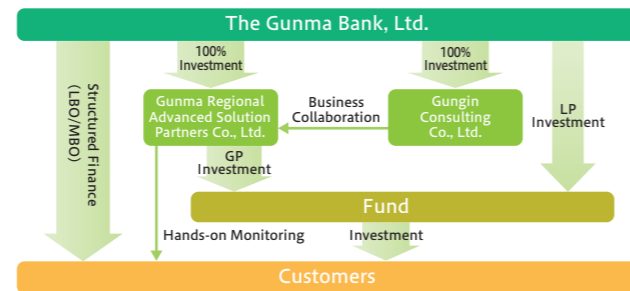 The Gunma Bank, Ltd.
Structured Finance
(LBO/MBO)
100%
Investment
100%
Investment
Gunma Regional
Advanced Solution
Partners Co., Ltd.
Business
Collaboration
Gungin
Consulting
Co., Ltd.
LP
Investment
GP
Investment
Fund
Hands-on Monitoring
Investment
Customers